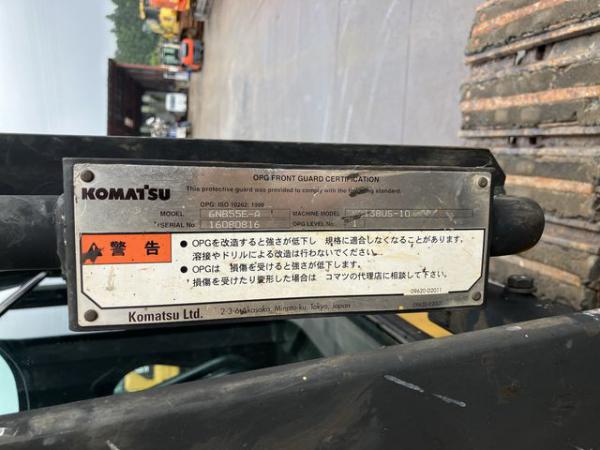 KOMATSU
OPG FRONT GUARD CERTIFICATION
This protective guard was provided to comply with the following standard.
OPG: ISO 10262: 1998
MODEL 6NB55E-A MACHINE MODEL 138US-10
SERIAL No. 16080816 OPG LEVEL No. 1
警告
●OPGを改造すると強さが低下し 規格に適合しなくなることがあります。
溶接やドリルによる改造は行わないでください。
●OPGは 損傷を受けると強さが低下します。
損傷を受けたり変形した場合は コマツの代理店に相談して下さい。
09620-D2011
Komatsu Ltd. 2-3-6 Akasaka, Minato-ku, Tokyo, Japan